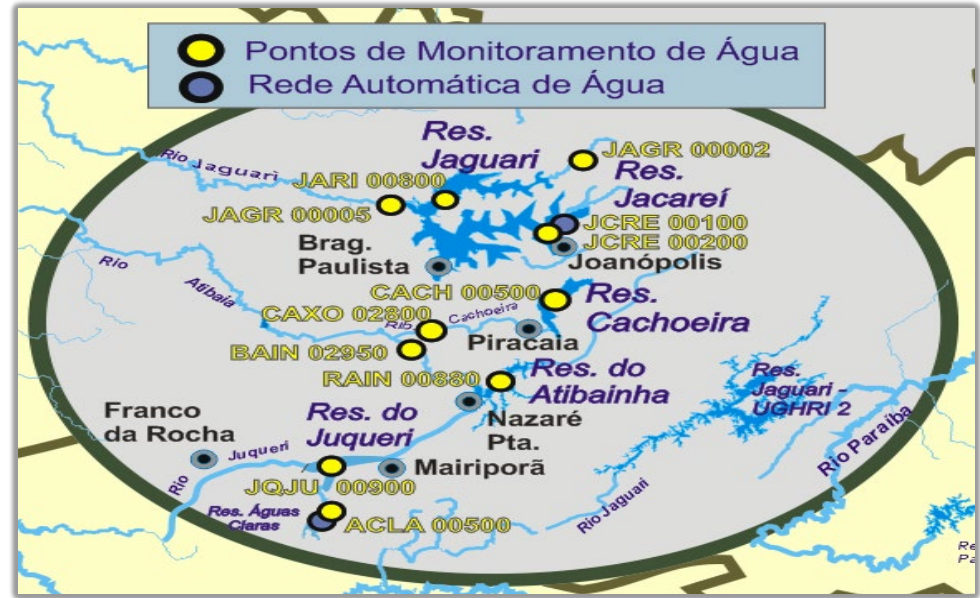 Pontos de Monitoramento de Água
Rede Automática de Água
Res.
Jaguari
JAGR 00002
Rio Jaguari
JARI 00800
Res.
Jacareí
JAGR 00005
JCRE 00100
JCRE 00200
Brag.
Paulista
Joanópolis
Rio
Atibaia
CACH 00500
Res.
Cachoeira
CAXO 02800
Rib.
Cachoeira
Piracaia
BAIN 02950
RAIN 00880
Res. do
Atibainha
Res.
Jaguari -
UGHRI 2
Franco
da Rocha
Res. do
Juqueri
Nazaré
Pta.
Rio Paraíba
Juqueri
Mairiporã
Rio
JQJU 00900
Rio Jaguari
Res. Águas
Claras
ACLA 00500